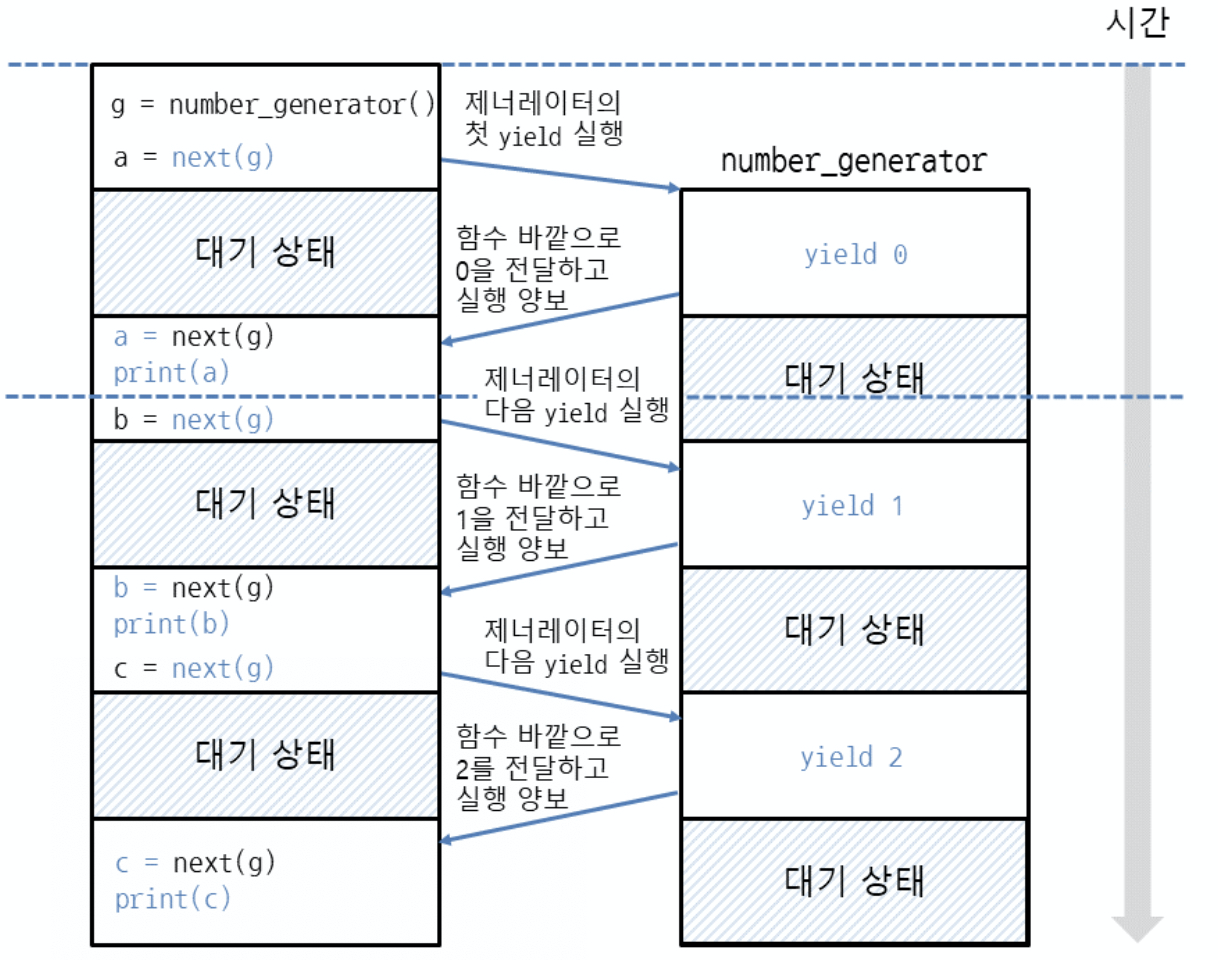 시간
g = number_generator()
a = next(g)
제너레이터의
첫 yield 실행
number_generator
대기 상태
함수 바깥으로
0을 전달하고
실행 양보
yield 0
a = next(g)
print(a)
대기 상태
제너레이터의
다음 yield 실행
b = next(g)
대기 상태
함수 바깥으로
1을 전달하고
실행 양보
yield 1
b = next(g)
print(b)
c = next(g)
제너레이터의
다음 yield 실행
대기 상태
대기 상태
함수 바깥으로
2를 전달하고
실행 양보
yield 2
c = next(g)
print(c)
대기 상태